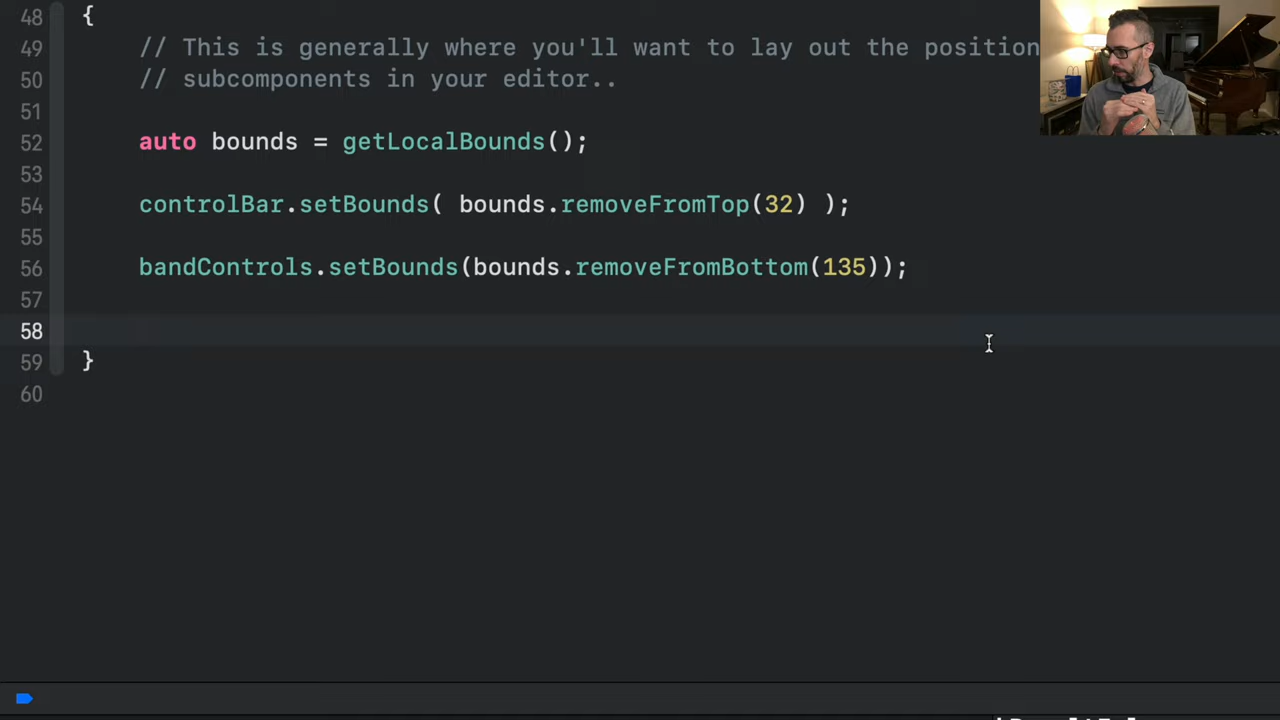 48 {
49 // This is generally where you'll want to lay out the position
50 // subcomponents in your editor..
51
52 auto bounds = getLocalBounds();
53
54 controlBar.setBounds( bounds.removeFromTop(32) );
55
56 bandControls.setBounds(bounds.removeFromBottom(135));
57
58
59 }
60